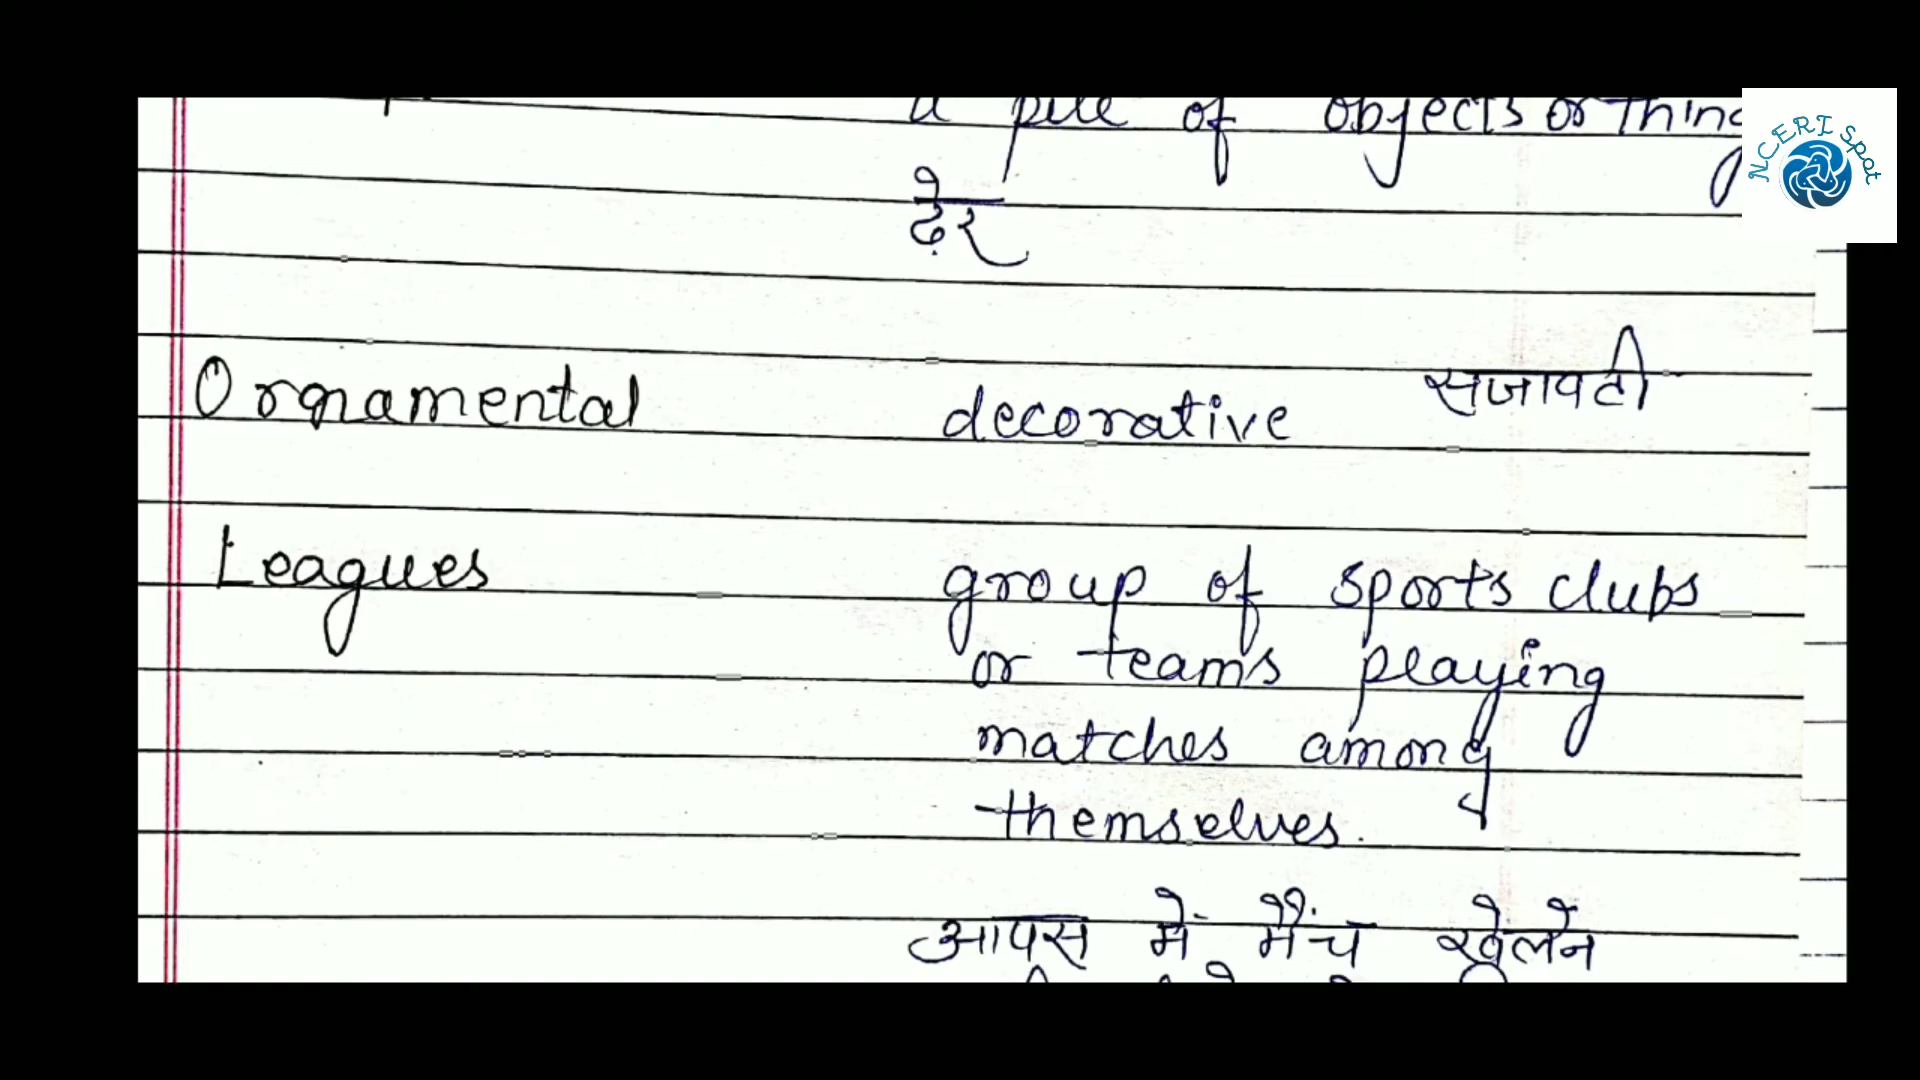 a pile of objects or thing
ढेर
Ornamental decorative सजावटी
Leagues group of sports clubs
or teams playing
matches among
themselves.
आपस में मैंच खेलने
NCERT Spot